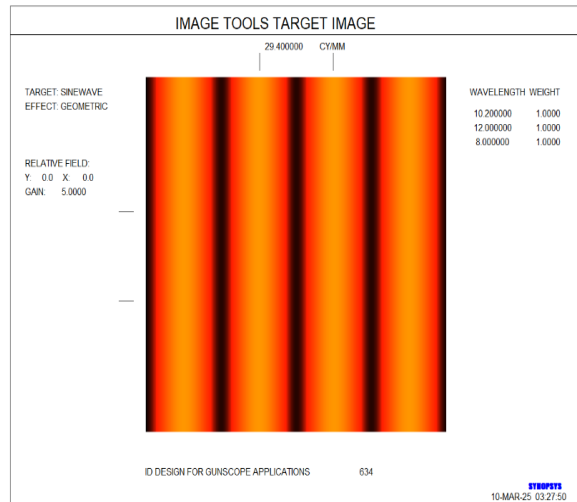 IMAGE TOOLS TARGET IMAGE
29.400000 CY/MM
TARGET: SINEWAVE
EFFECT: GEOMETRIC
WAVELENGTH WEIGHT
10.200000 1.0000
12.000000 1.0000
8.000000 1.0000
RELATIVE FIELD:
Y: 0.0 X: 0.0
GAIN: 5.0000
ID DESIGN FOR GUNSCOPE APPLICATIONS 634
SYNOPSYS
10-MAR-25 03:27:50